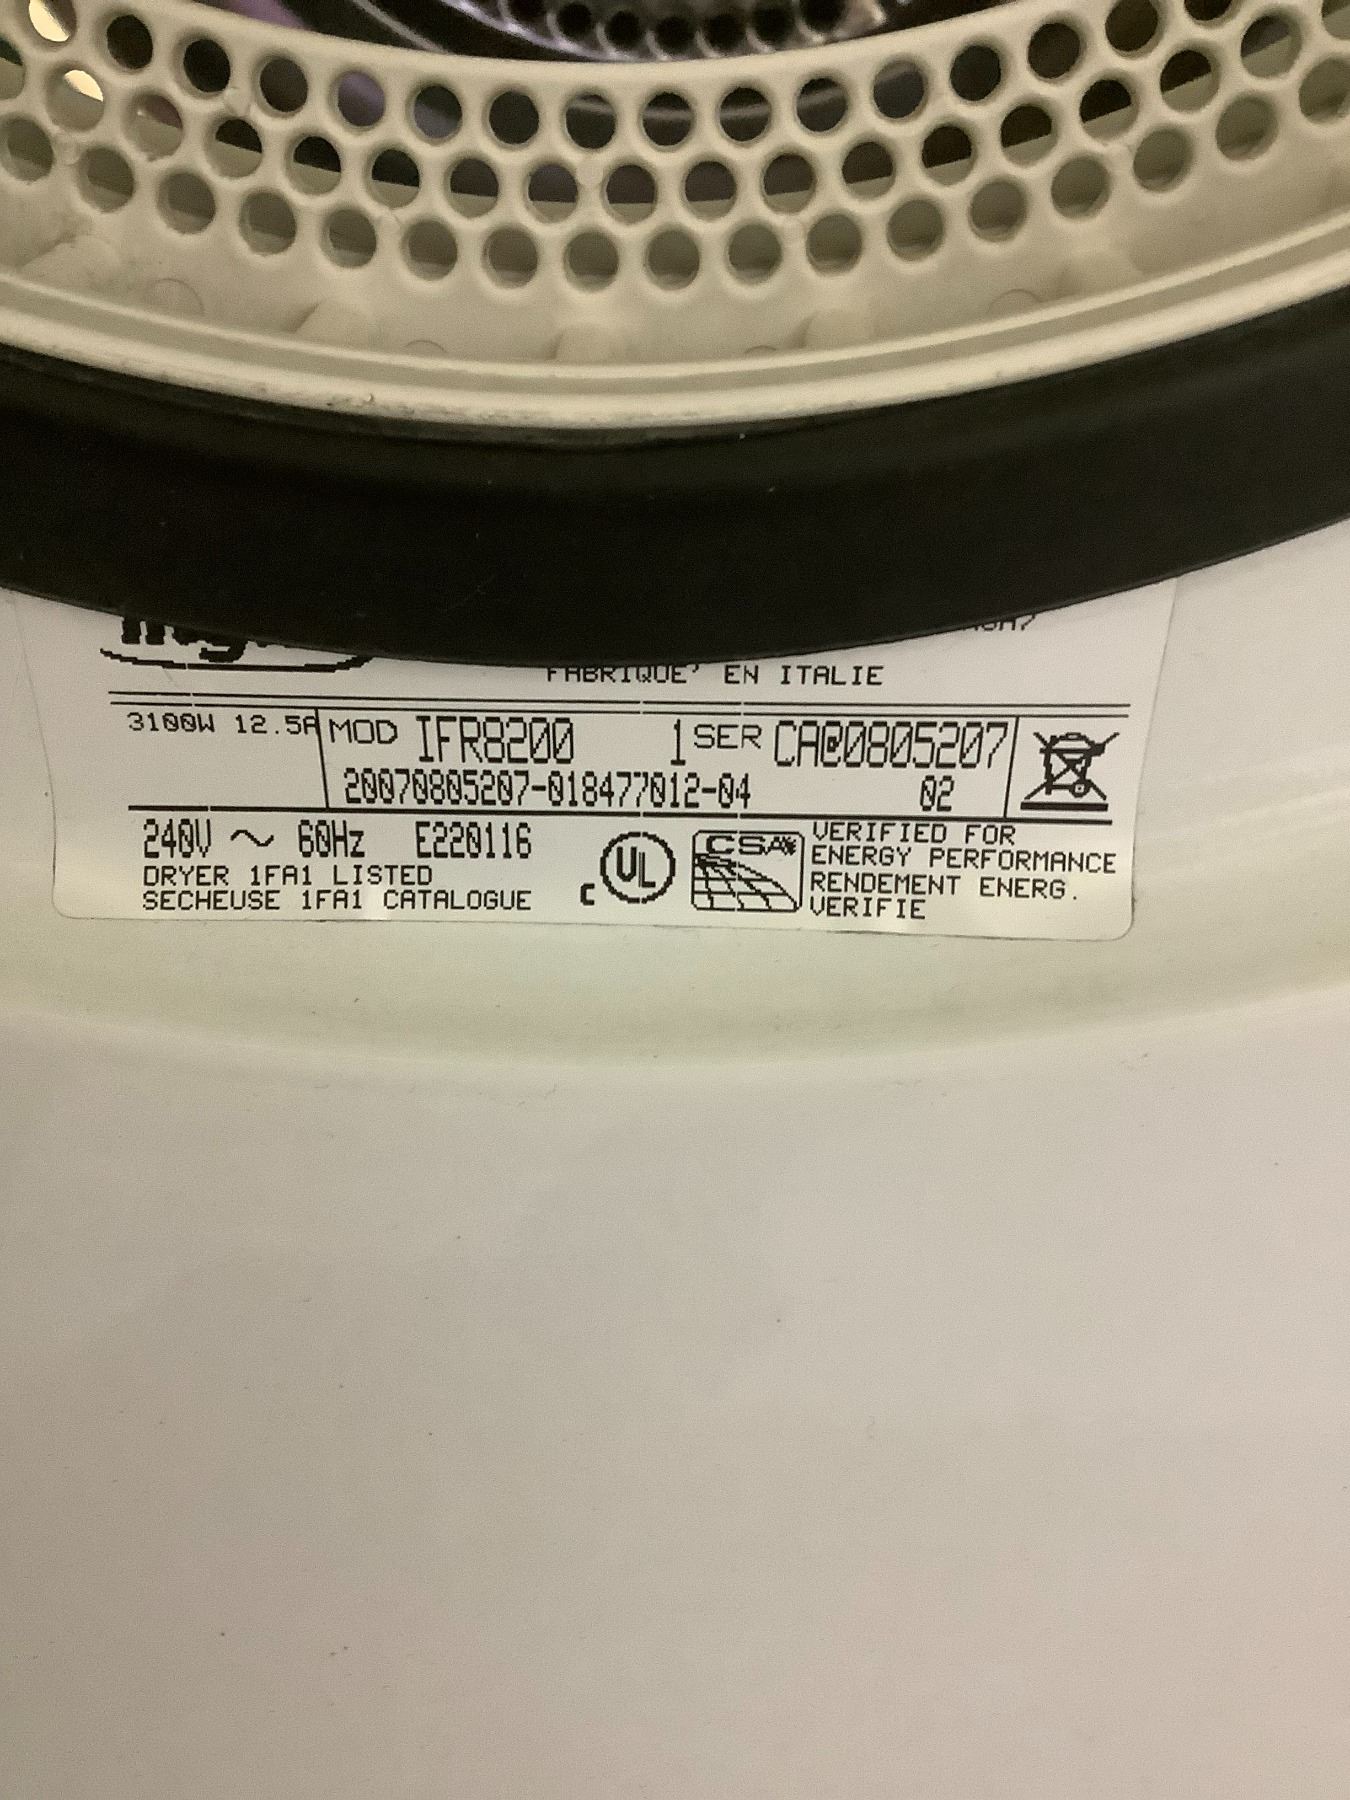 FABRIQUE' EN ITALIE
3100W 12.5A MOD IFR8200 1 SER CA@0805207
20070805207-018477012-04 02
240V ~ 60Hz E220116
DRYER 1FA1 LISTED
SECHEUSE 1FA1 CATALOGUE
c UL
CSA
VERIFIED FOR
ENERGY PERFORMANCE
RENDEMENT ENERG.
VERIFIE